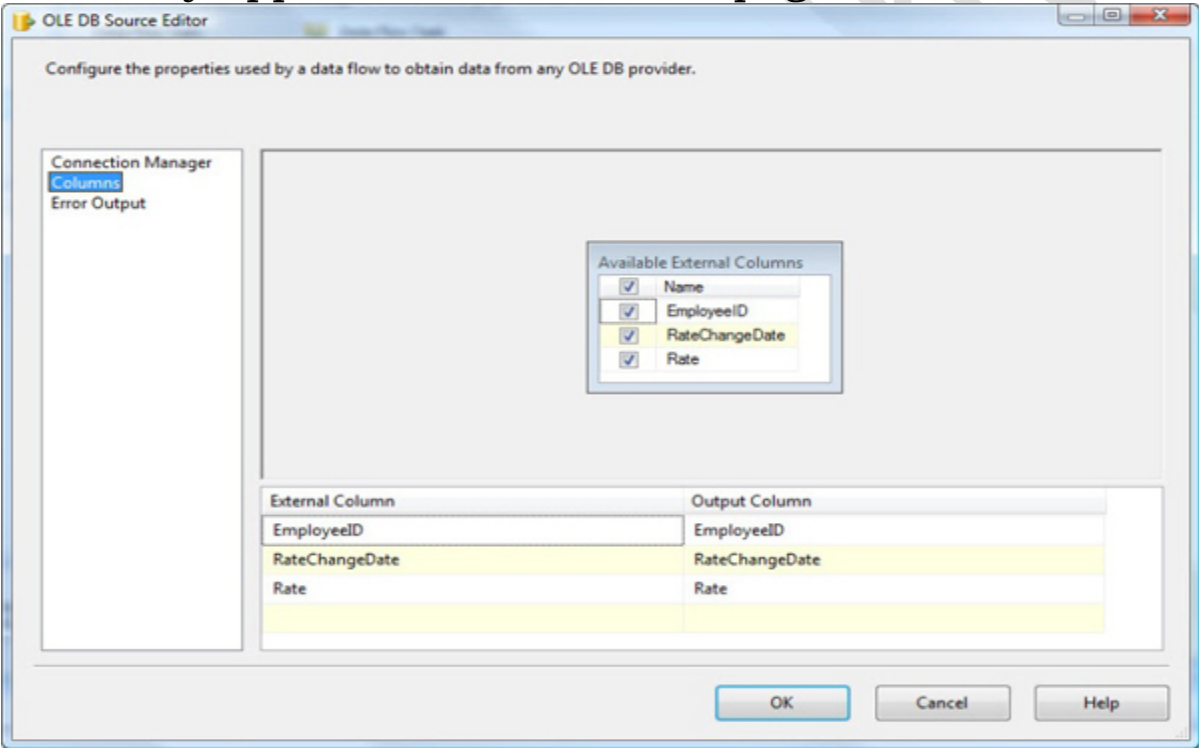 OLE DB Source Editor
Configure the properties used by a data flow to obtain data from any OLE DB provider.
Connection Manager
Columns
Error Output
Available External Columns
Name
EmployeeID
RateChangeDate
Rate
External Column Output Column
EmployeeID EmployeeID
RateChangeDate RateChangeDate
Rate Rate
OK Cancel Help